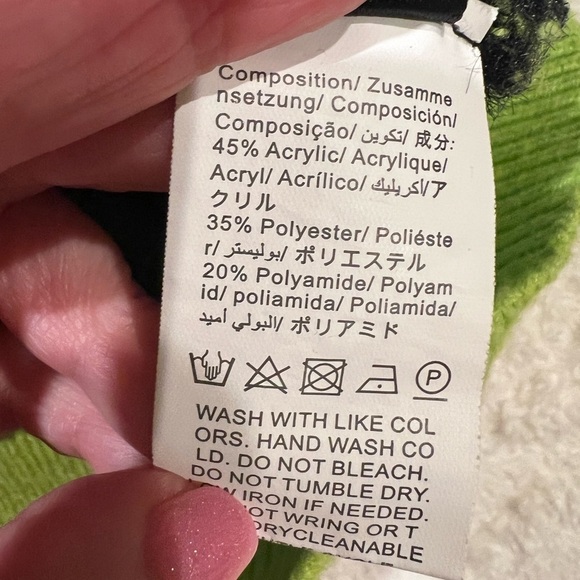 Composition/ Zusamme
nsetzung/ Composición/
Composição/ تكوين/ 成分:
45% Acrylic/ Acrylique/
Acryl/ Acrílico/ أكريليك/ア
クリル
35% Polyester/ Poliéste
r/ بوليستر/ ポリエステル
20% Polyamide/ Polyam
id/ poliamida/ Poliamida/
البولي أميد/ ポリアミド
P
WASH WITH LIKE COL
ORS. HAND WASH CO
LD. DO NOT BLEACH.
DO NOT TUMBLE DRY.
IRON IF NEEDED.
NOT WRING OR T
DRYCLEANABLE